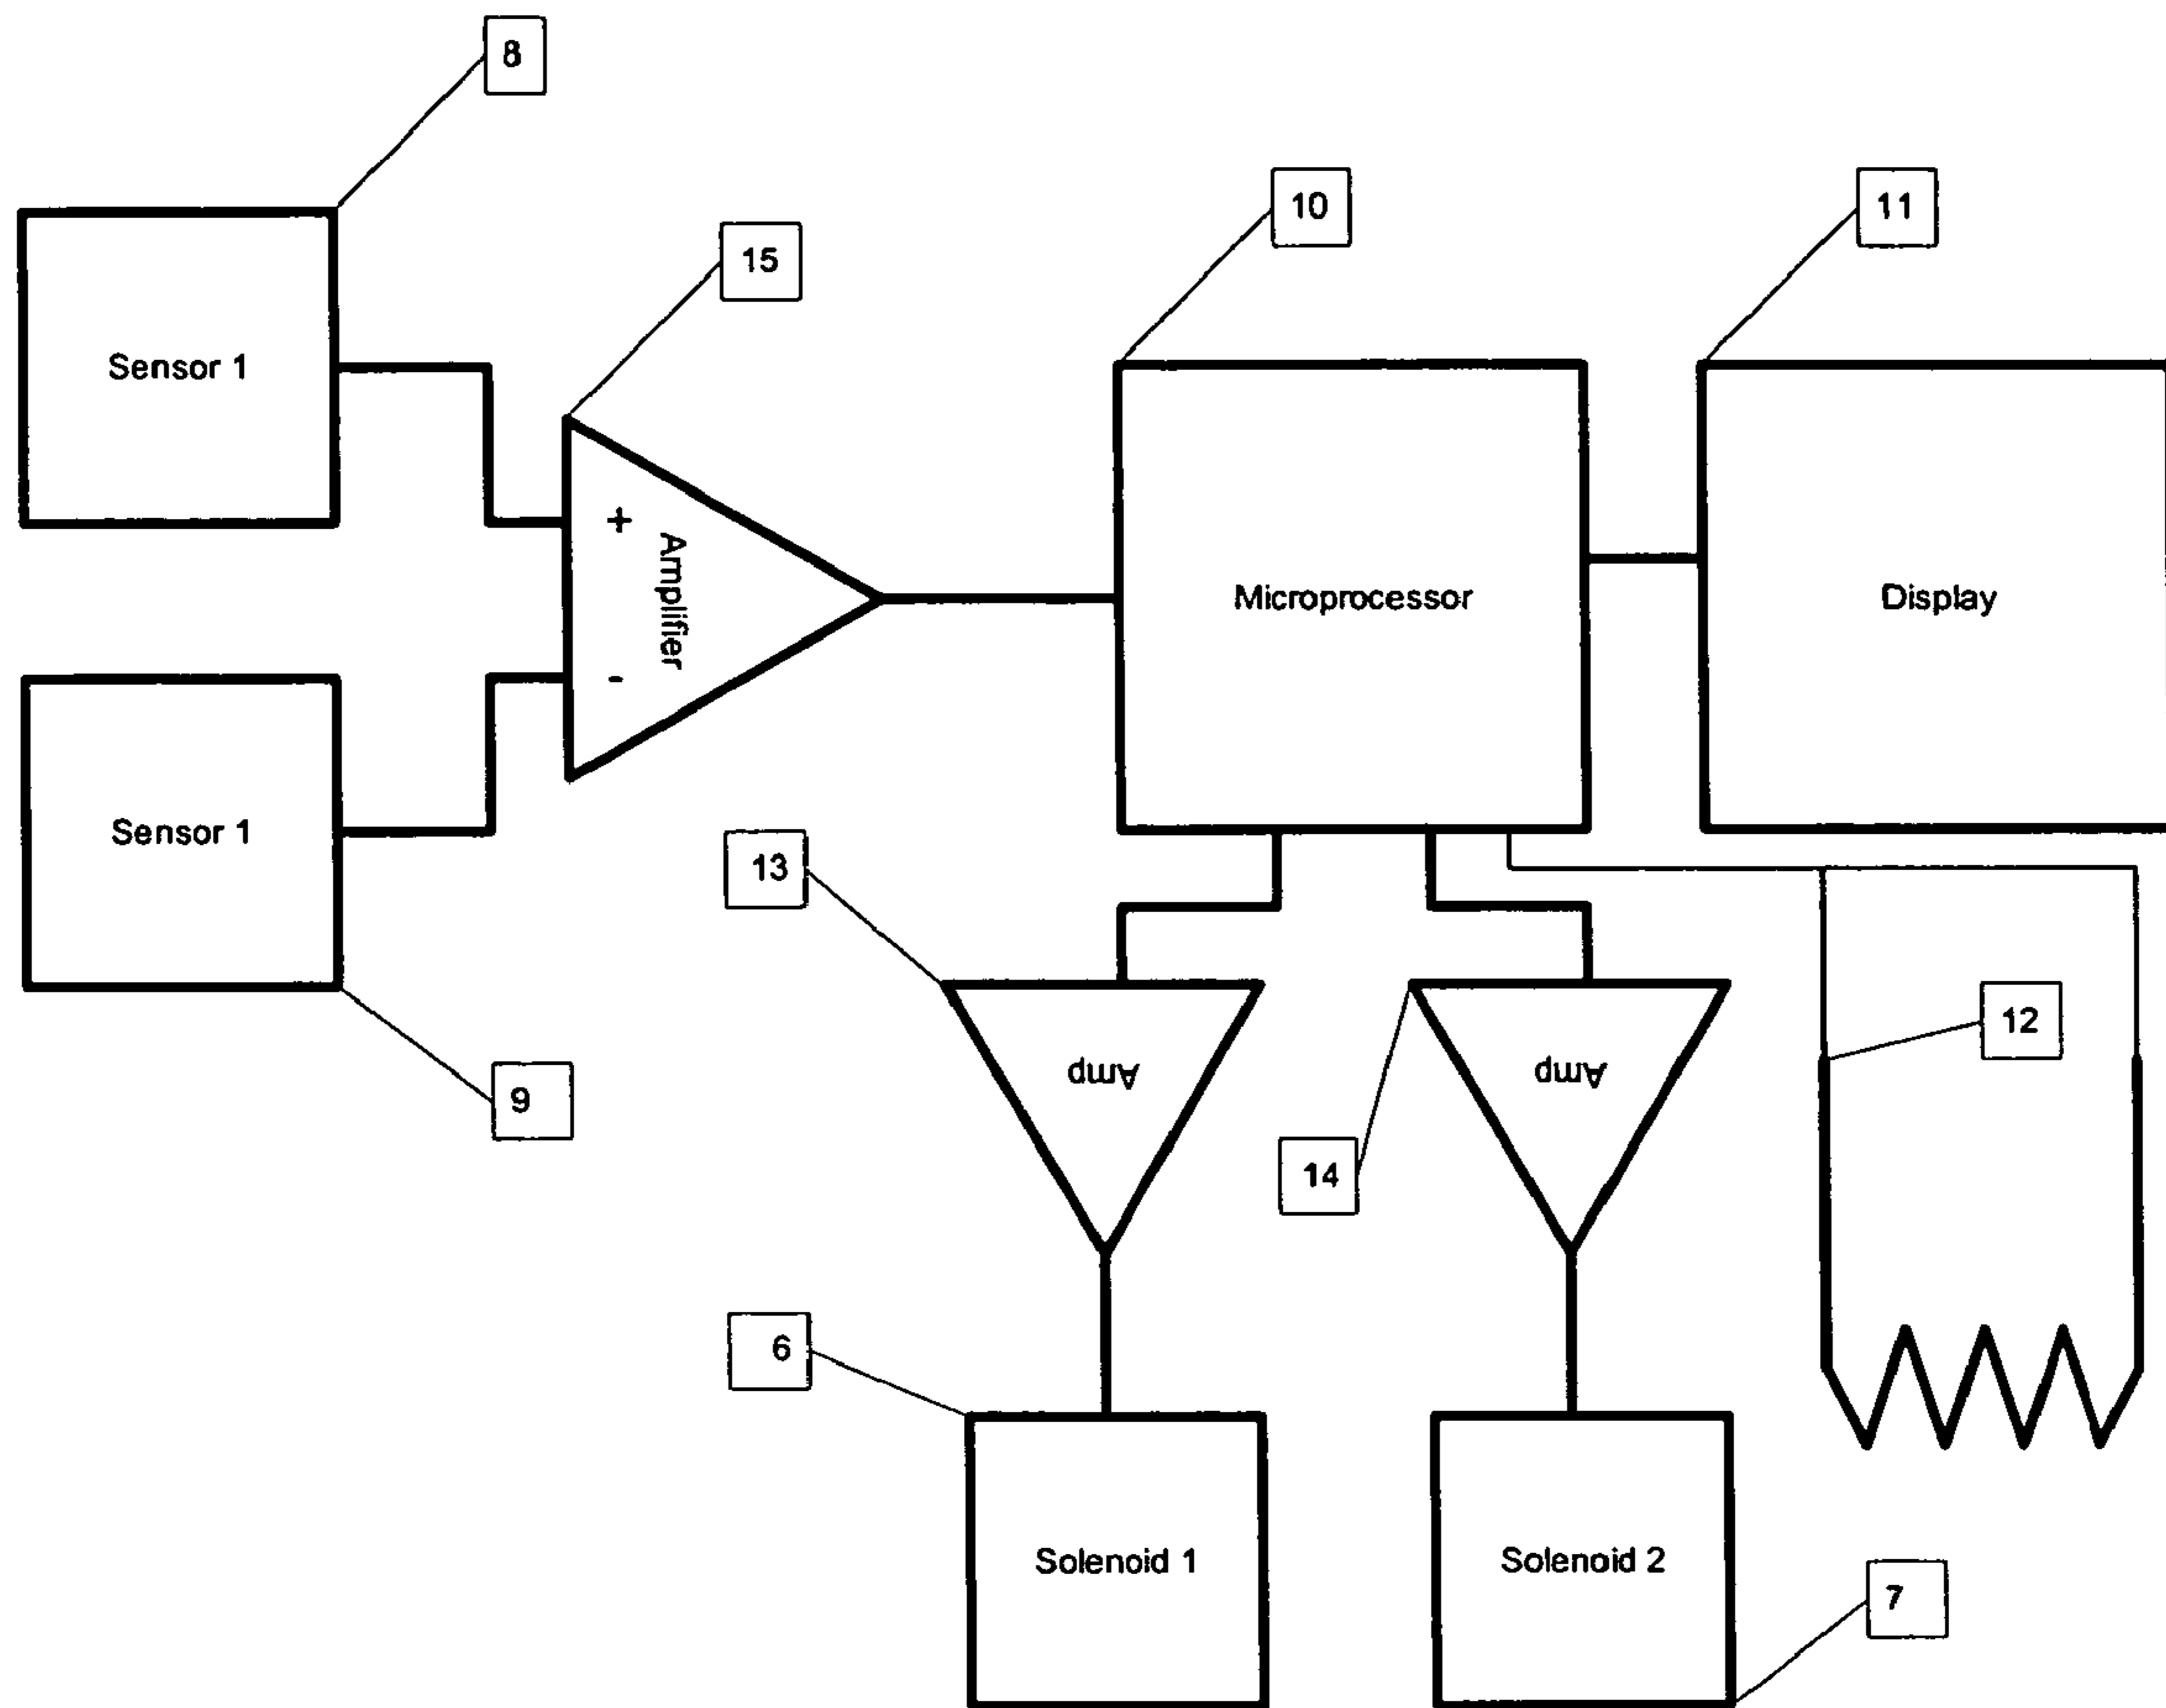 8
10
11
15
Sensor 1
+
Amplifier
-
Microprocessor
Display
Sensor 1
13
12
Amp
Amp
9
14
6
Solenoid 1
Solenoid 2
7